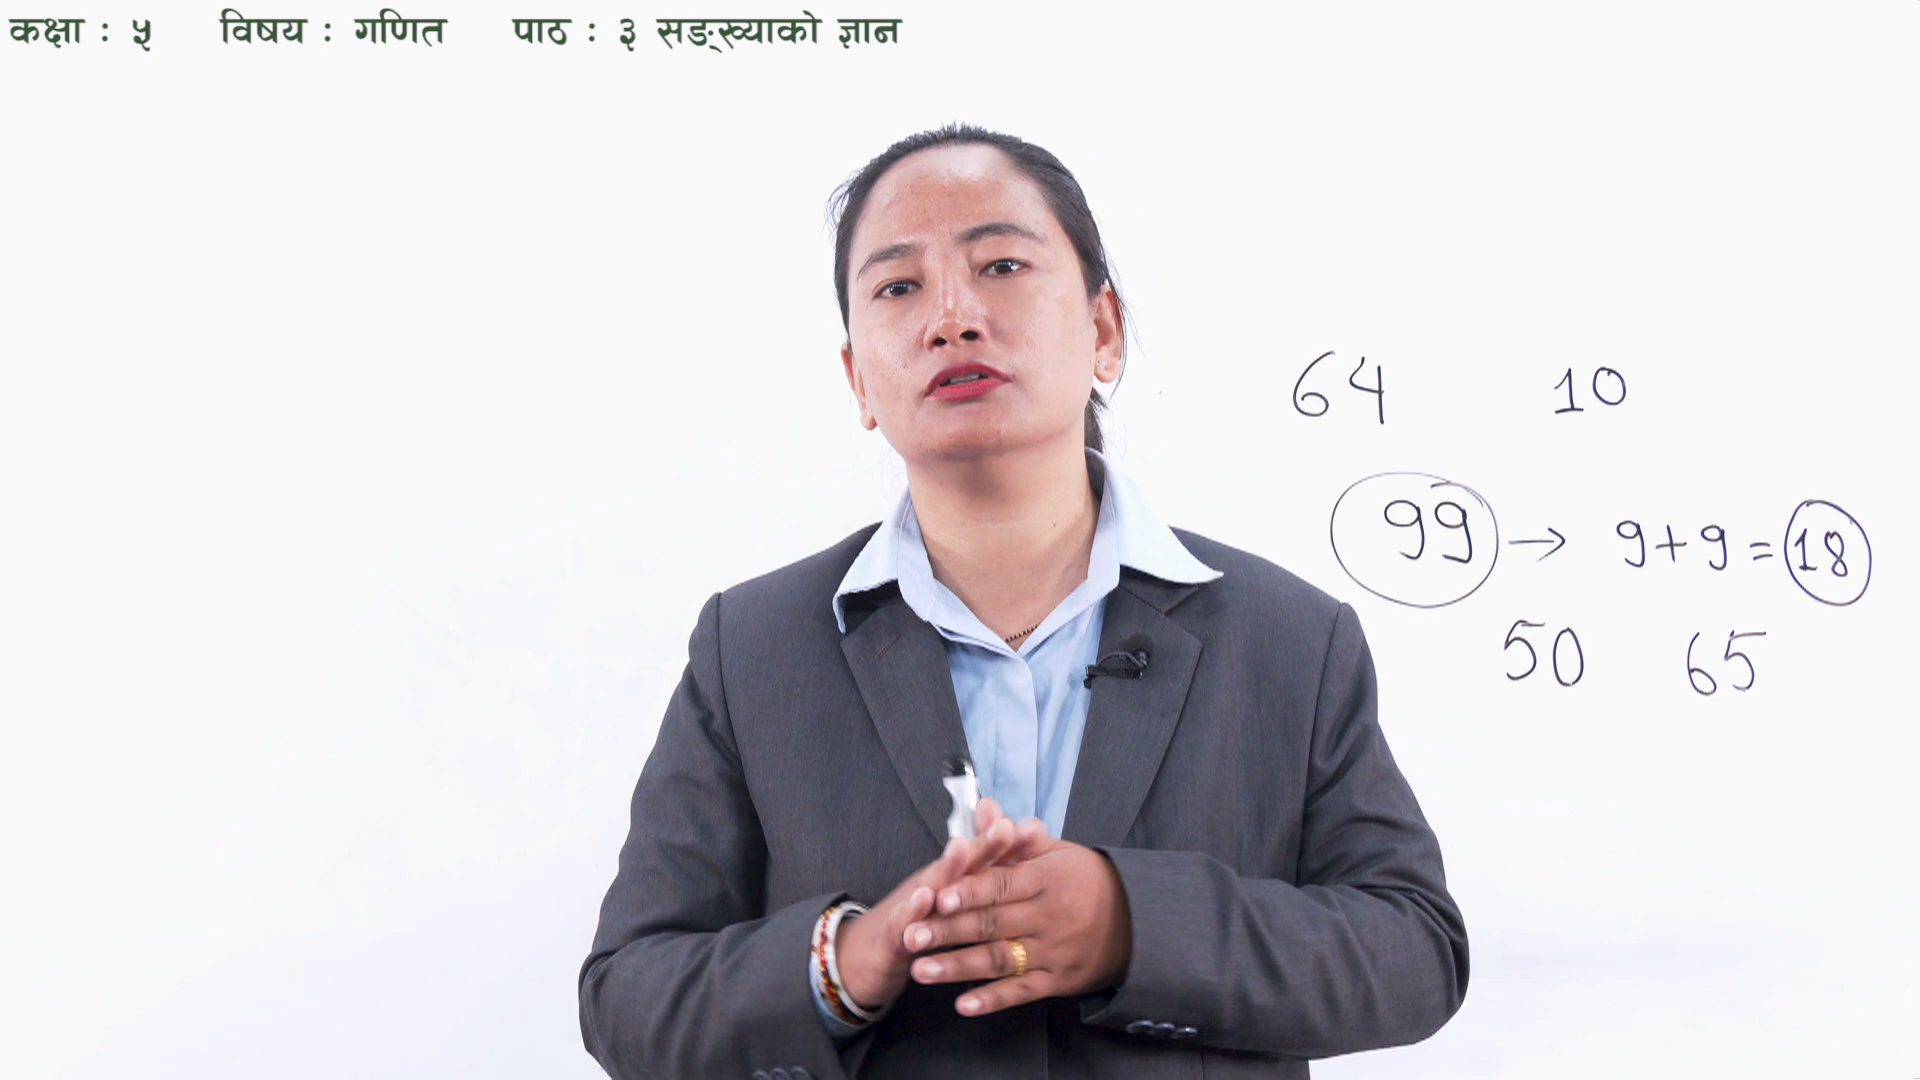 कक्षा : ५ विषय : गणित पाठ : ३ सङ्ख्याको ज्ञान
64 10
99 → 9+9 = 18
50 65